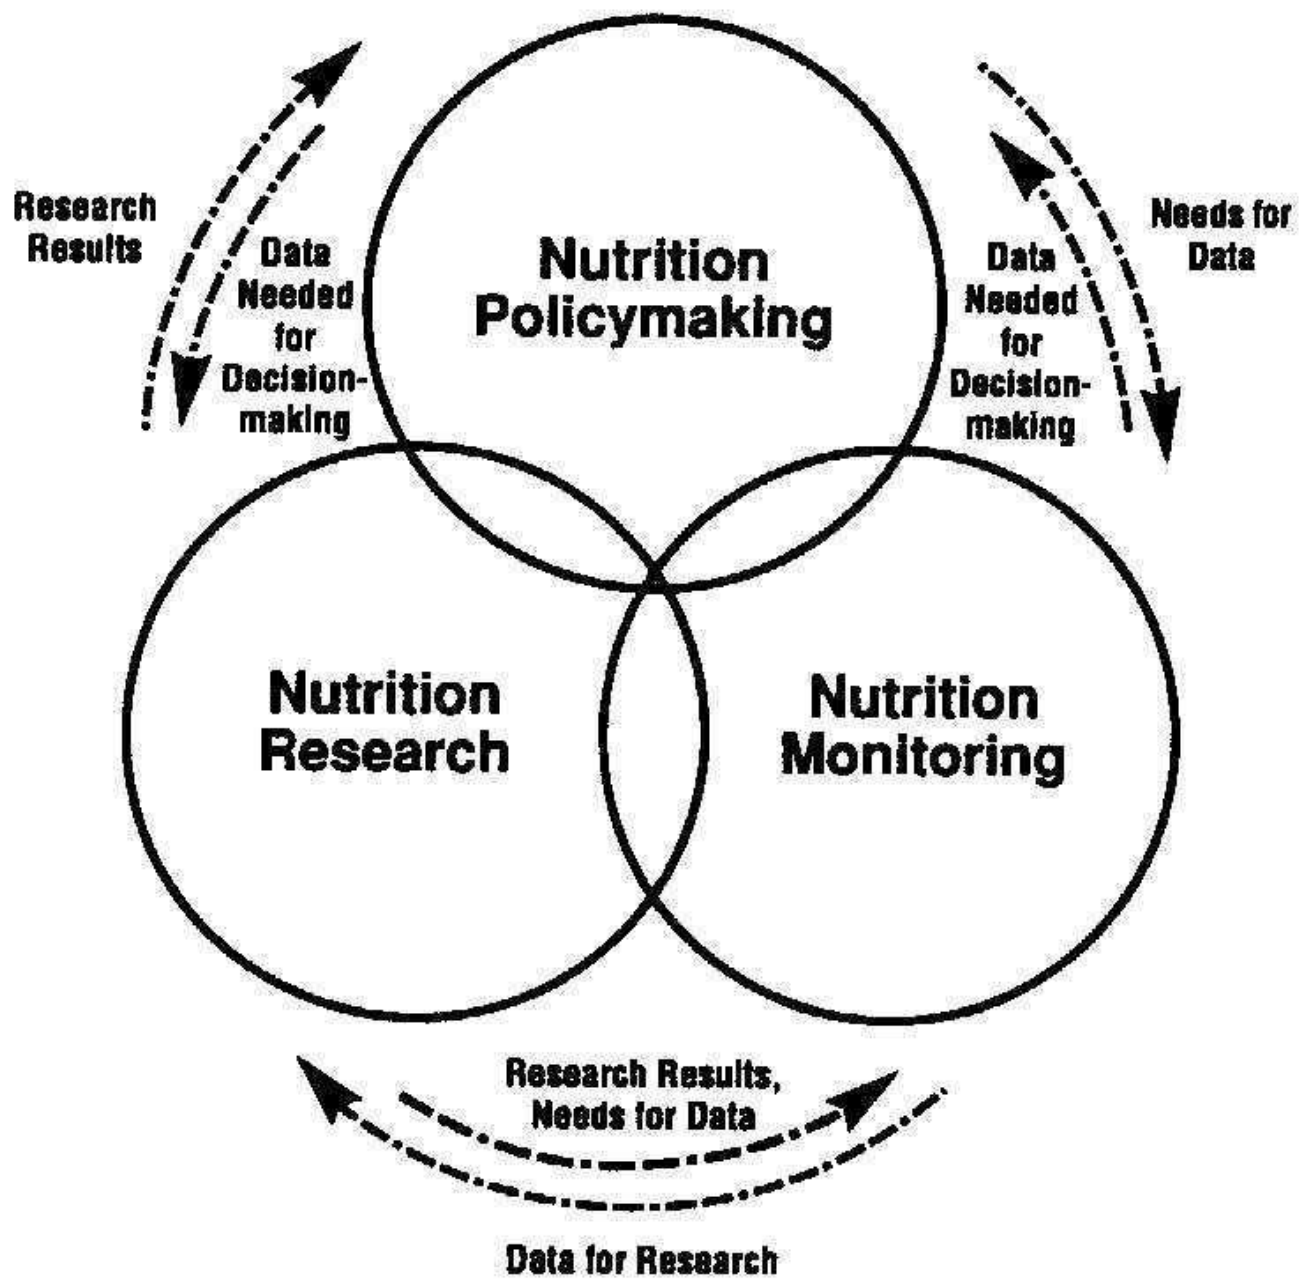 Research
Results
Data
Needed
for
Decision-
making
Nutrition
Policymaking
Data
Needed
for
Decision-
making
Needs for
Data
Nutrition
Research
Nutrition
Monitoring
Research Results,
Needs for Data
Data for Research